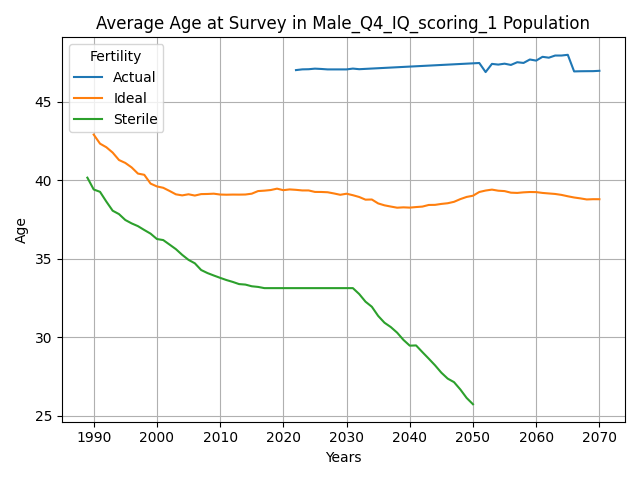 Average Age at Survey in Male_Q4_IQ_scoring_1 Population
Fertility
Actual
Ideal
Sterile
Age
45
40
35
30
25
1990 2000 2010 2020 2030 2040 2050 2060 2070
Years